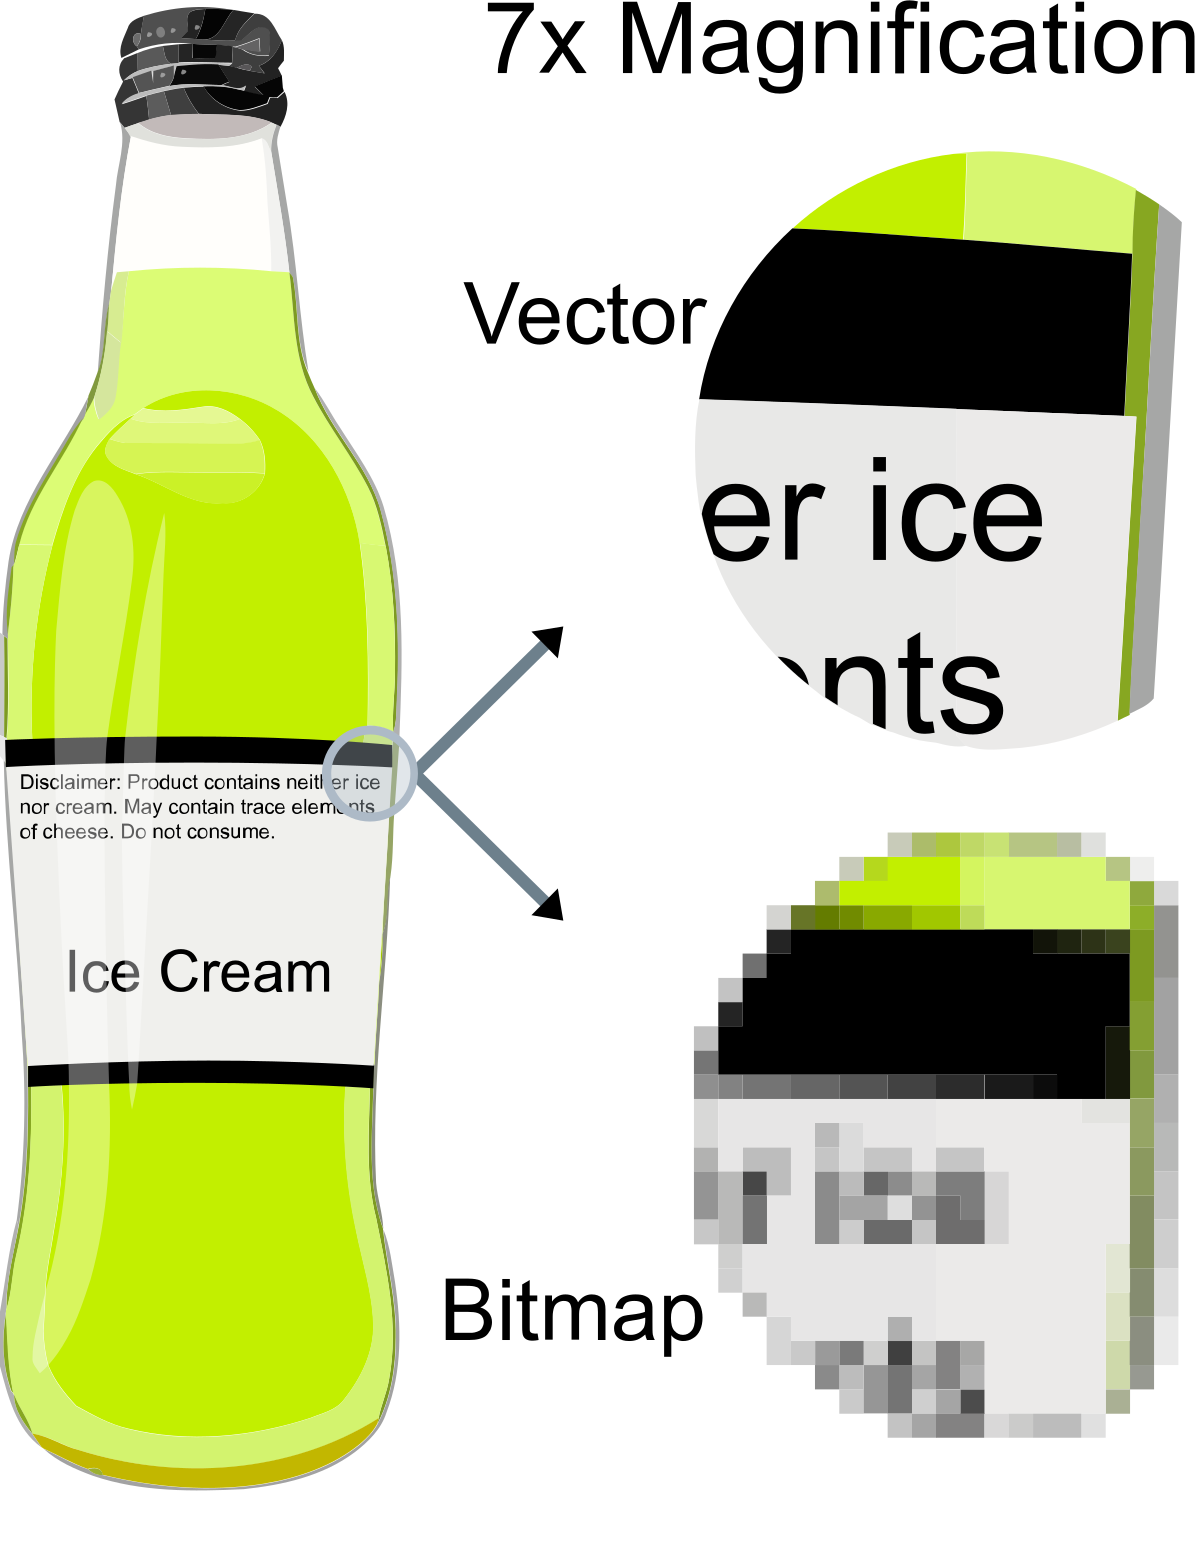 7x Magnification
Vector
er ice
nts
Disclaimer: Product contains neither ice
nor cream. May contain trace elements
of cheese. Do not consume.
Ice Cream
Bitmap